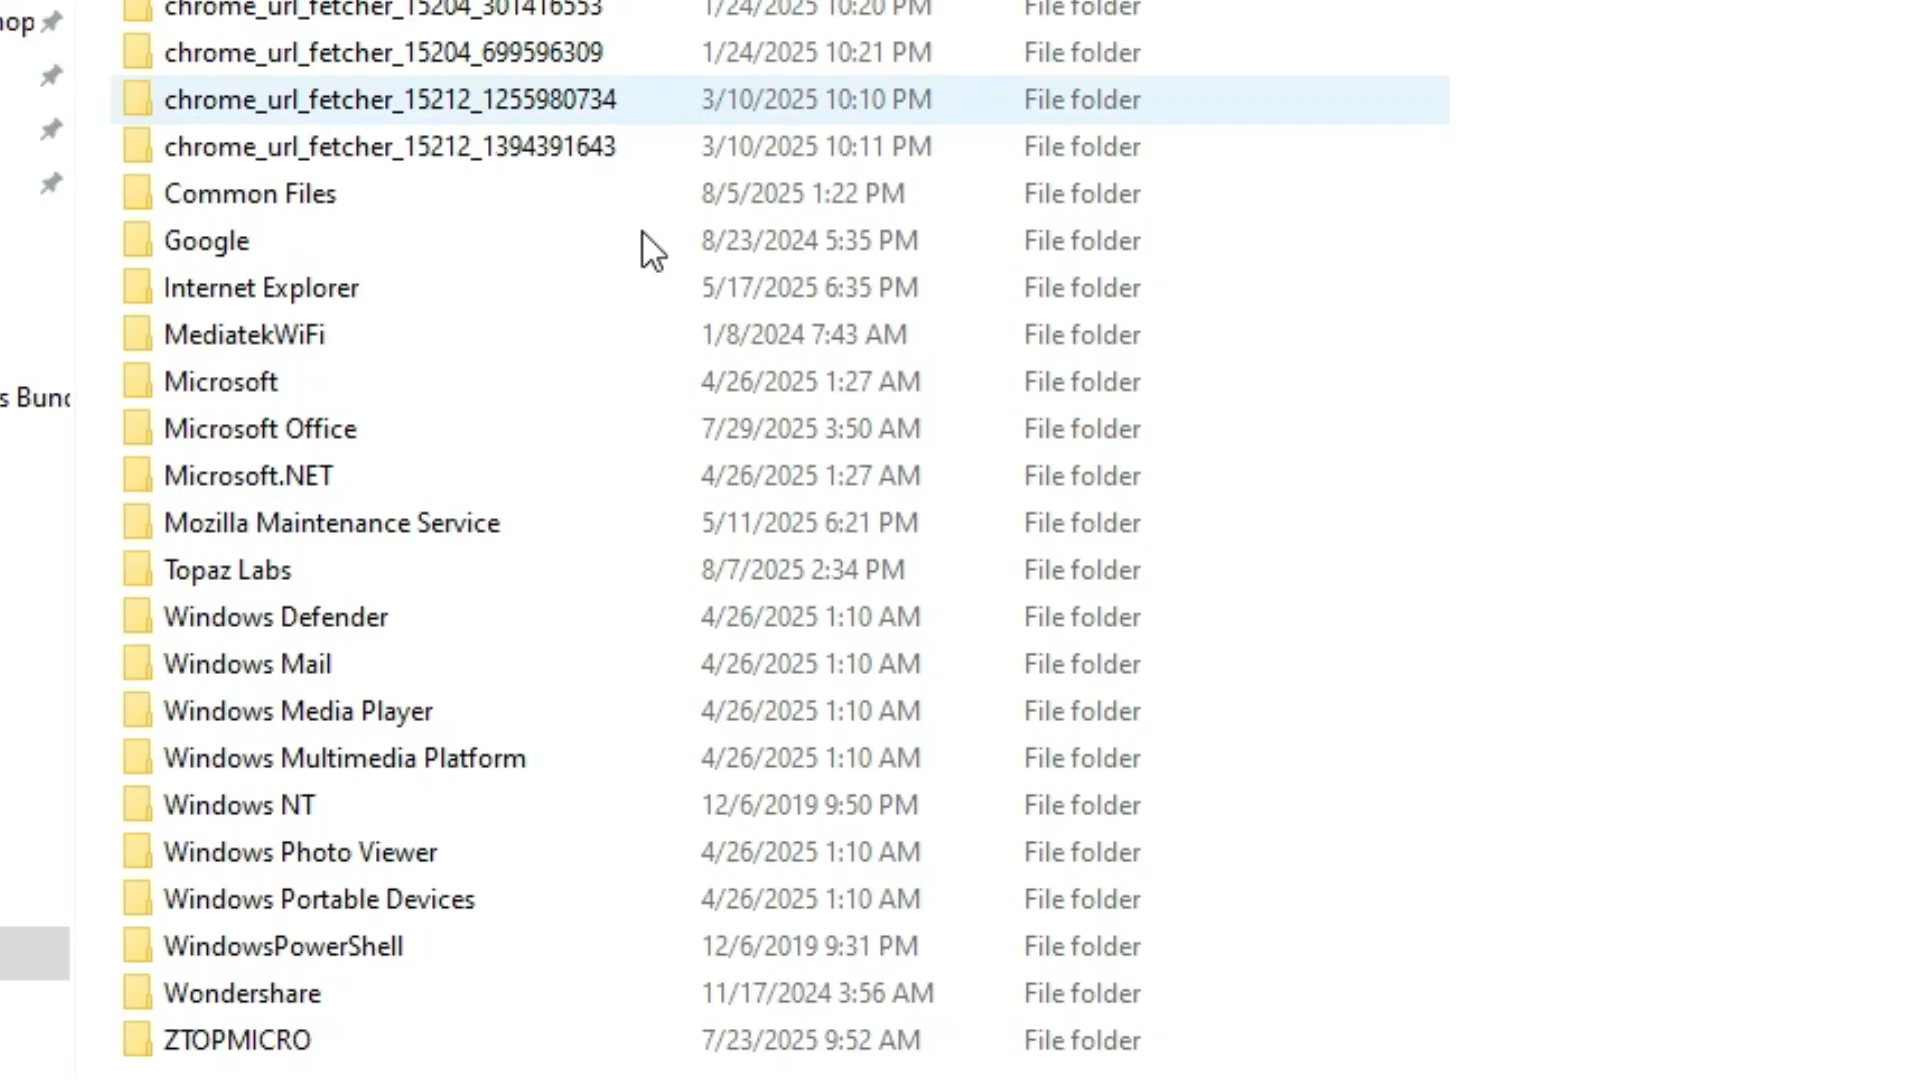 hop
chrome_url_fetcher_15204_301416553 1/24/2025 10:20 PM File folder
chrome_url_fetcher_15204_699596309 1/24/2025 10:21 PM File folder
chrome_url_fetcher_15212_1255980734 3/10/2025 10:10 PM File folder
chrome_url_fetcher_15212_1394391643 3/10/2025 10:11 PM File folder
Common Files 8/5/2025 1:22 PM File folder
Google 8/23/2024 5:35 PM File folder
Internet Explorer 5/17/2025 6:35 PM File folder
MediatekWiFi 1/8/2024 7:43 AM File folder
Microsoft 4/26/2025 1:27 AM File folder
s Bund
Microsoft Office 7/29/2025 3:50 AM File folder
Microsoft.NET 4/26/2025 1:27 AM File folder
Mozilla Maintenance Service 5/11/2025 6:21 PM File folder
Topaz Labs 8/7/2025 2:34 PM File folder
Windows Defender 4/26/2025 1:10 AM File folder
Windows Mail 4/26/2025 1:10 AM File folder
Windows Media Player 4/26/2025 1:10 AM File folder
Windows Multimedia Platform 4/26/2025 1:10 AM File folder
Windows NT 12/6/2019 9:50 PM File folder
Windows Photo Viewer 4/26/2025 1:10 AM File folder
Windows Portable Devices 4/26/2025 1:10 AM File folder
WindowsPowerShell 12/6/2019 9:31 PM File folder
Wondershare 11/17/2024 3:56 AM File folder
ZTOPMICRO 7/23/2025 9:52 AM File folder